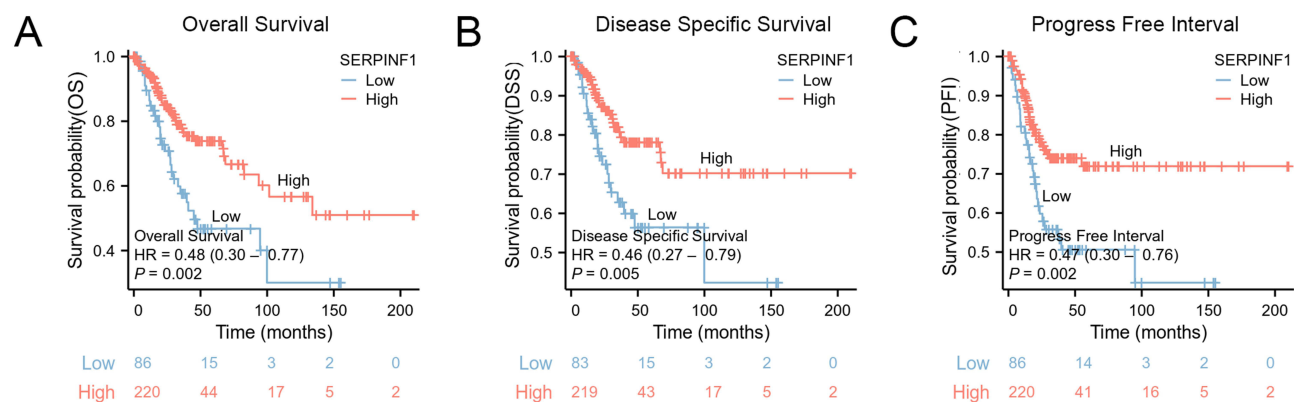 A
Overall Survival
Survival probability(OS)
1.0
0.8
0.6
0.4
SERPINF1
Low
High
High
Low
Overall Survival
HR = 0.48 (0.30 – 0.77)
P = 0.002
0 50 100 150 200
Time (months)
Low 86 15 3 2 0
High 220 44 17 5 2
B
Disease Specific Survival
Survival probability(DSS)
1.0
0.9
0.8
0.7
0.6
0.5
SERPINF1
Low
High
High
Low
Disease Specific Survival
HR = 0.46 (0.27 – 0.79)
P = 0.005
0 50 100 150 200
Time (months)
Low 83 15 3 2 0
High 219 43 17 5 2
C
Progress Free Interval
Survival probability(PFI)
1.0
0.9
0.8
0.7
0.6
0.5
SERPINF1
Low
High
High
Low
Progress Free Interval
HR = 0.47 (0.30 – 0.76)
P = 0.002
0 50 100 150 200
Time (months)
Low 86 14 3 2 0
High 220 41 16 5 2